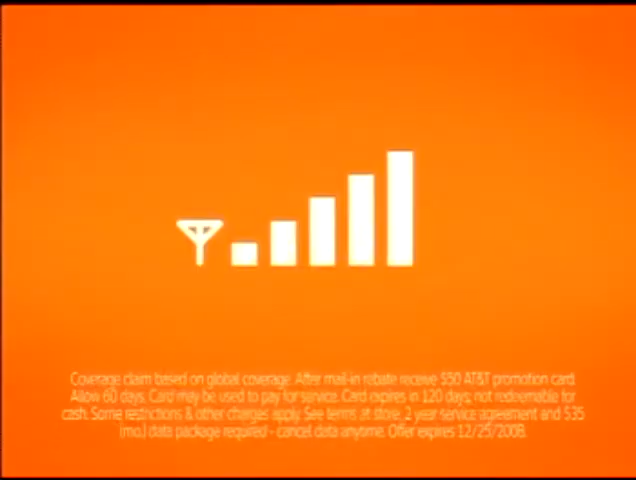 Coverage claim based on global coverage. After mail-in rebate receive $50 AT&T promotion card.
Allow 60 days. Card may be used to pay for service. Card expires in 120 days; not redeemable for
cash. Some restrictions & other charges apply. See terms at store. 2 year service agreement and $35
(mo.) data package required - cancel data anytime. Offer expires 12/25/2008.